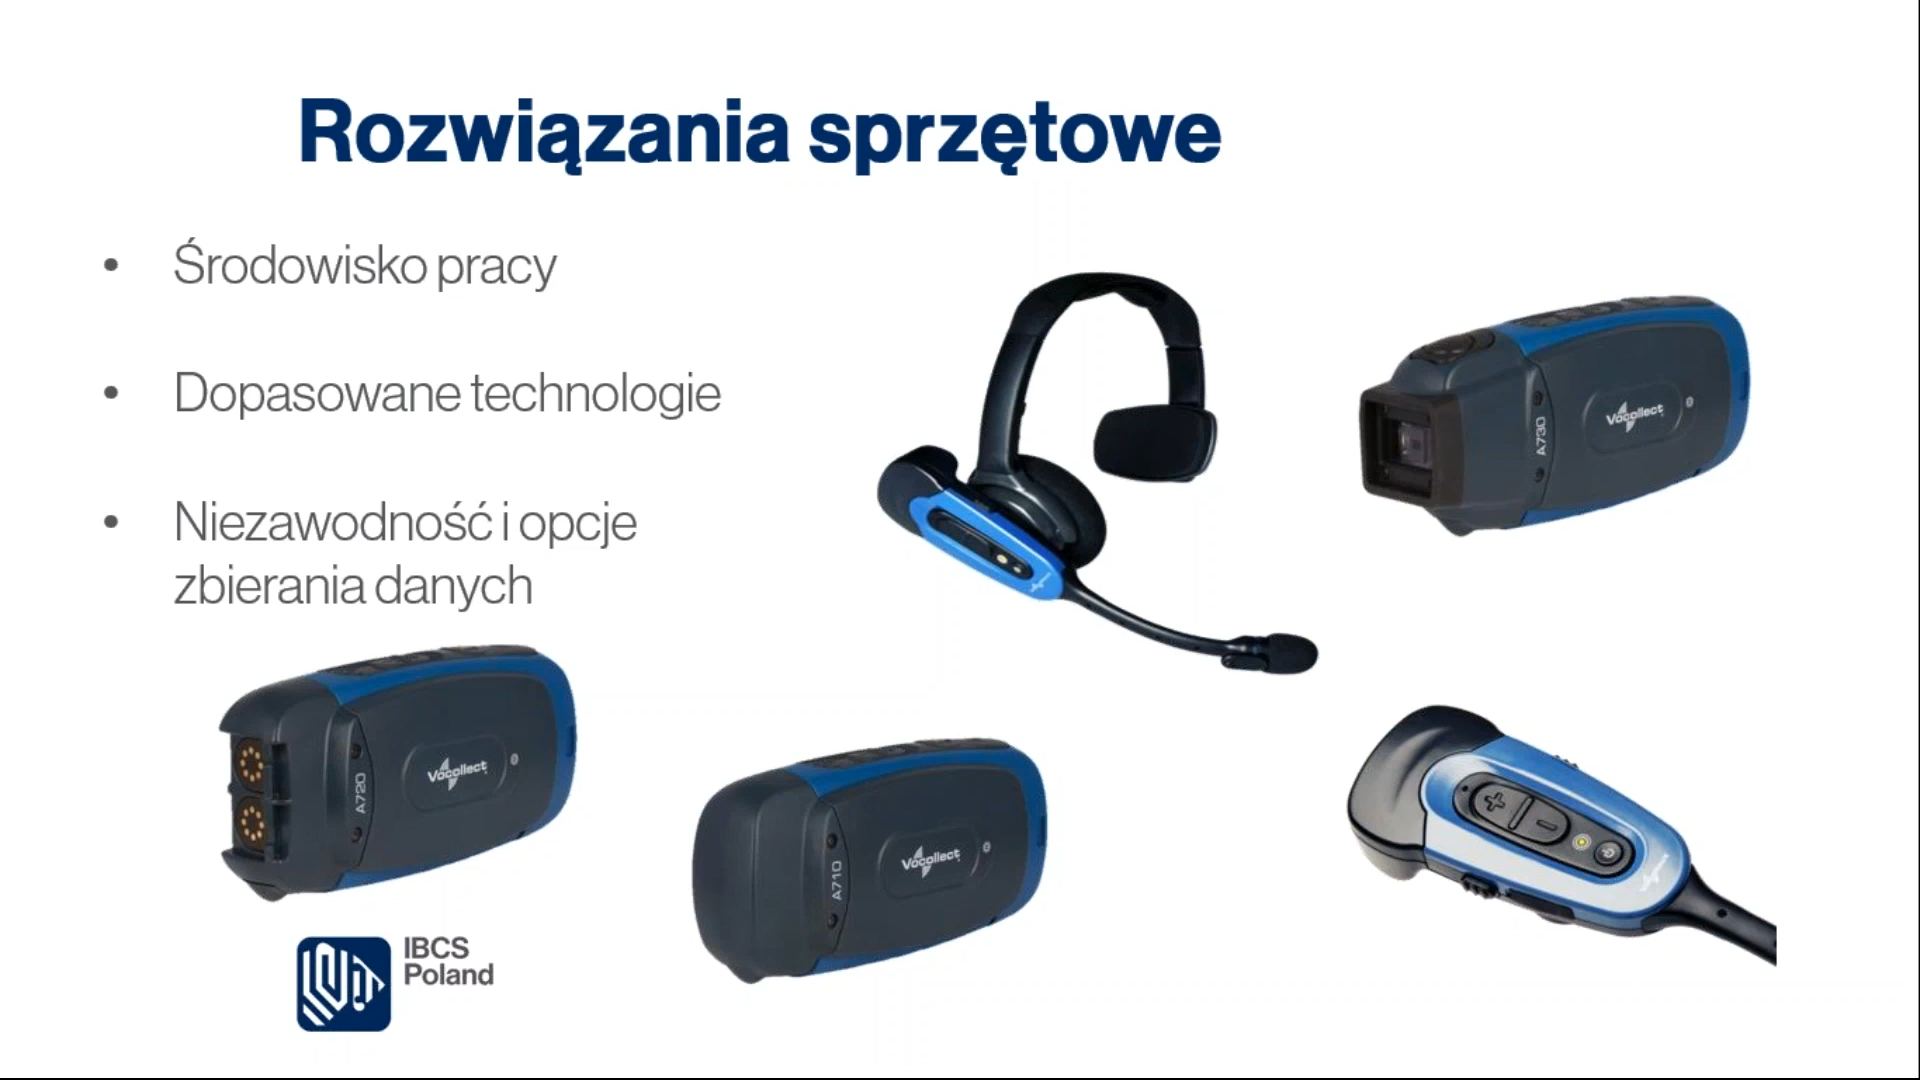 Rozwiązania sprzętowe
• Środowisko pracy
• Dopasowane technologie
• Niezawodność i opcje
zbierania danych
A730
Vocollect
A720
Vocollect
A710
Vocollect
IBCS
Poland